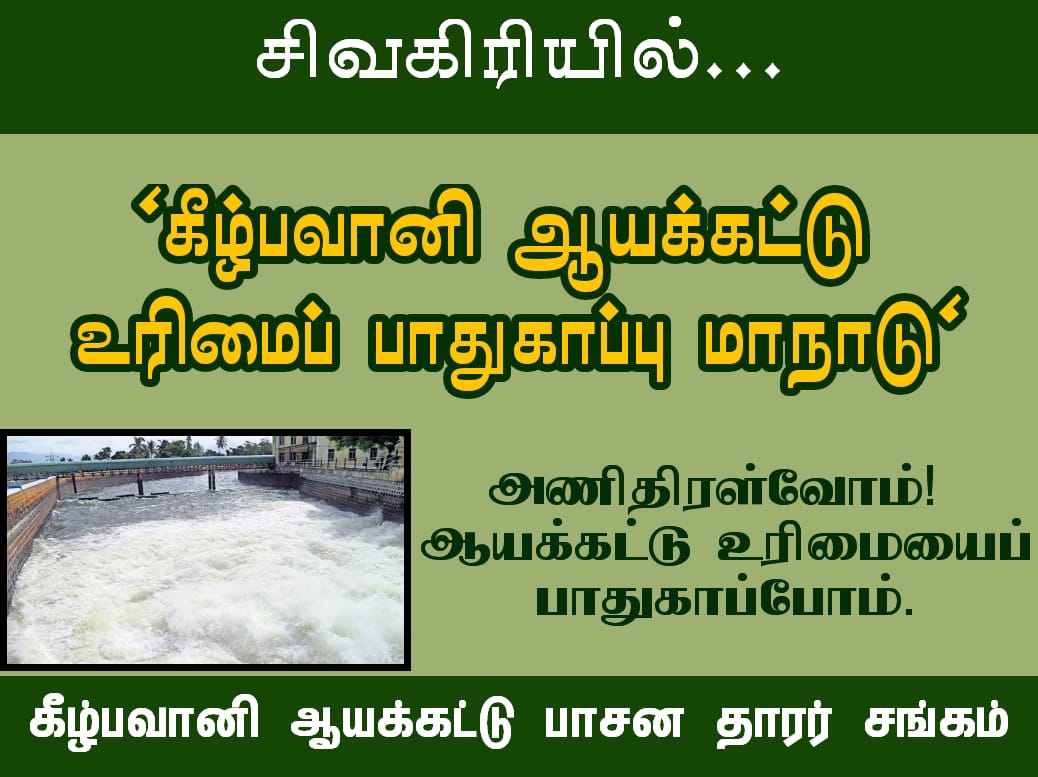 சிவகிரியில்...
‘கீழ்பவானி ஆயக்கட்டு
உரிமைப் பாதுகாப்பு மாநாடு‘
அணிதிரள்வோம்!
ஆயக்கட்டு உரிமையைப்
பாதுகாப்போம்.
கீழ்பவானி ஆயக்கட்டு பாசன தாரர் சங்கம்